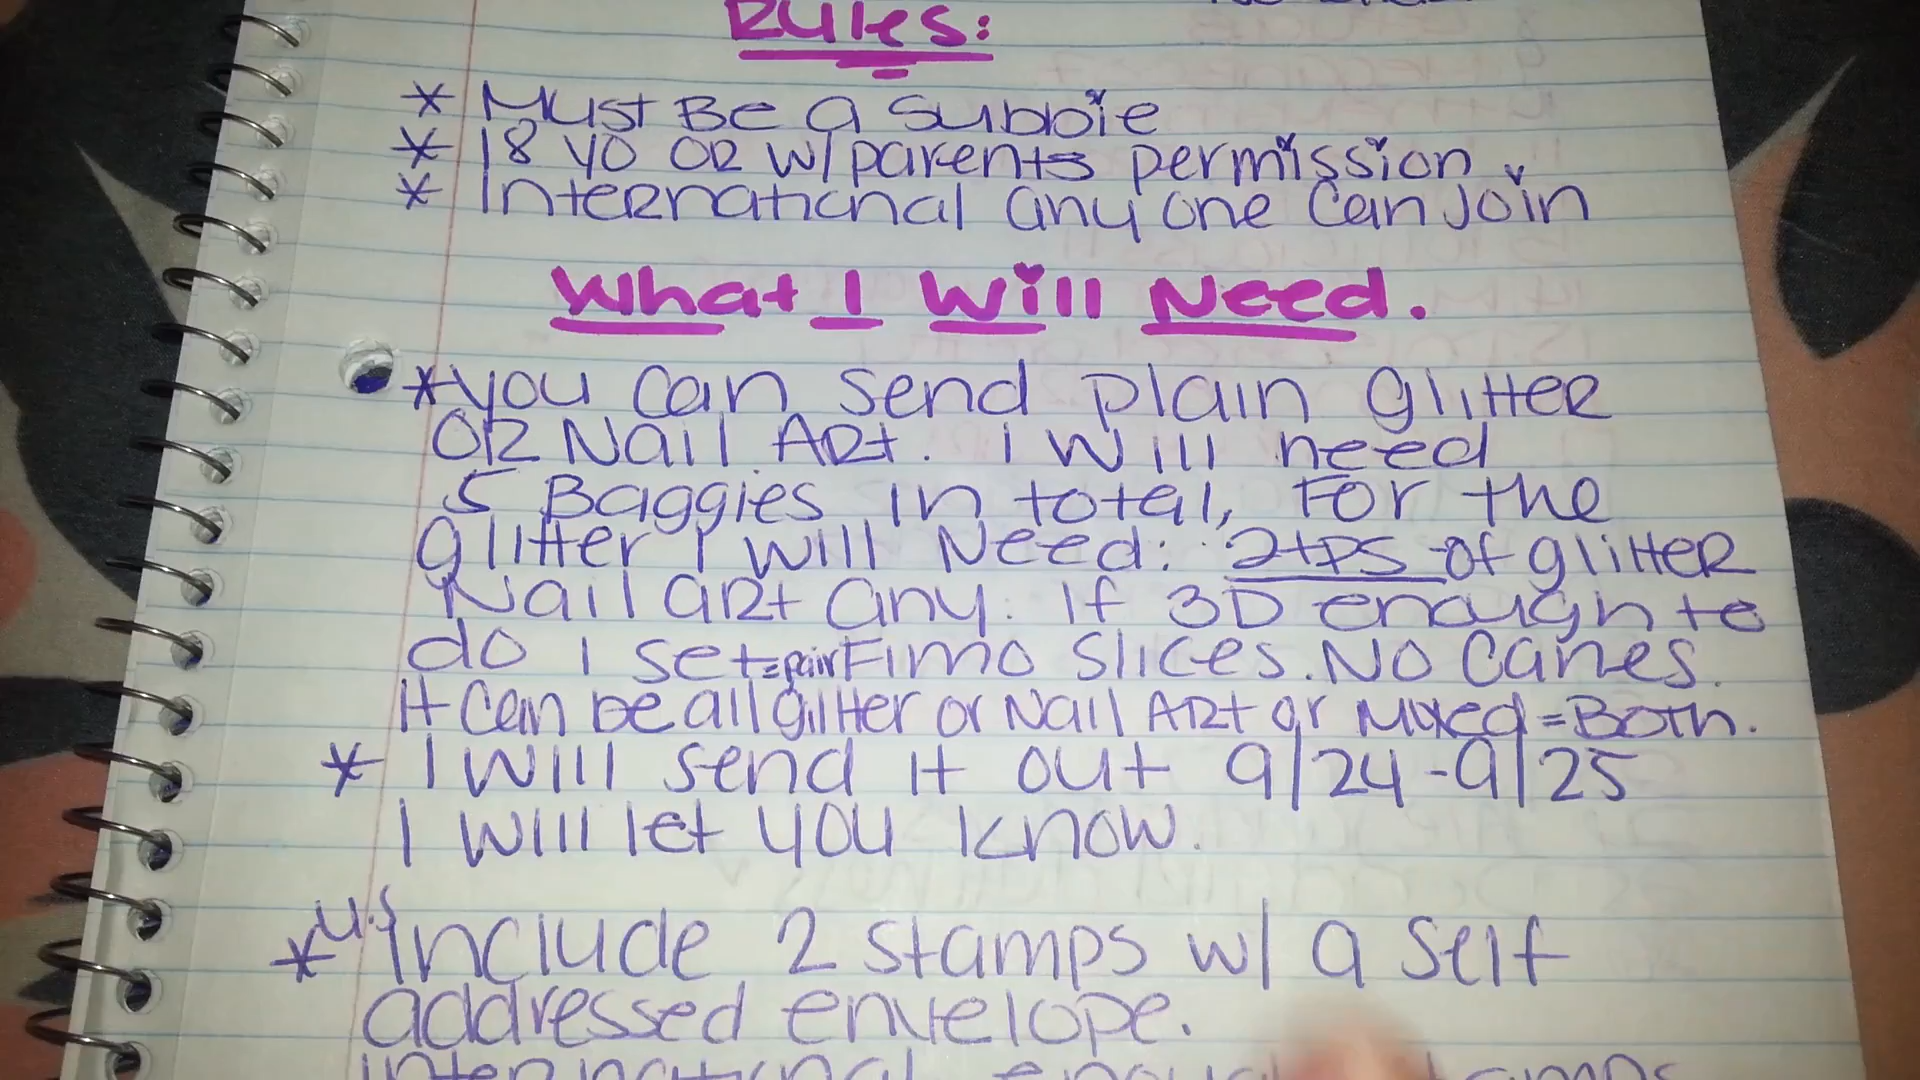 Rules:
* Must Be a Subbie
* 18 yo OR w/parents permission
* International anyone can join
What I Will Need.
*you can send plain glitter
OR Nail Art. I will need
5 Baggies in total, For the
glitter I will Need: 2tps of glitter
Nail art any. If 3D enough to
do 1 set=pair Fimo slices. No canes.
It can be all glitter or Nail Art or Mixed=Both.
* I will send it out 9/24-9/25
I will let you know.
* U.S include 2 stamps w/ a self
addressed envelope.
International enough stamps